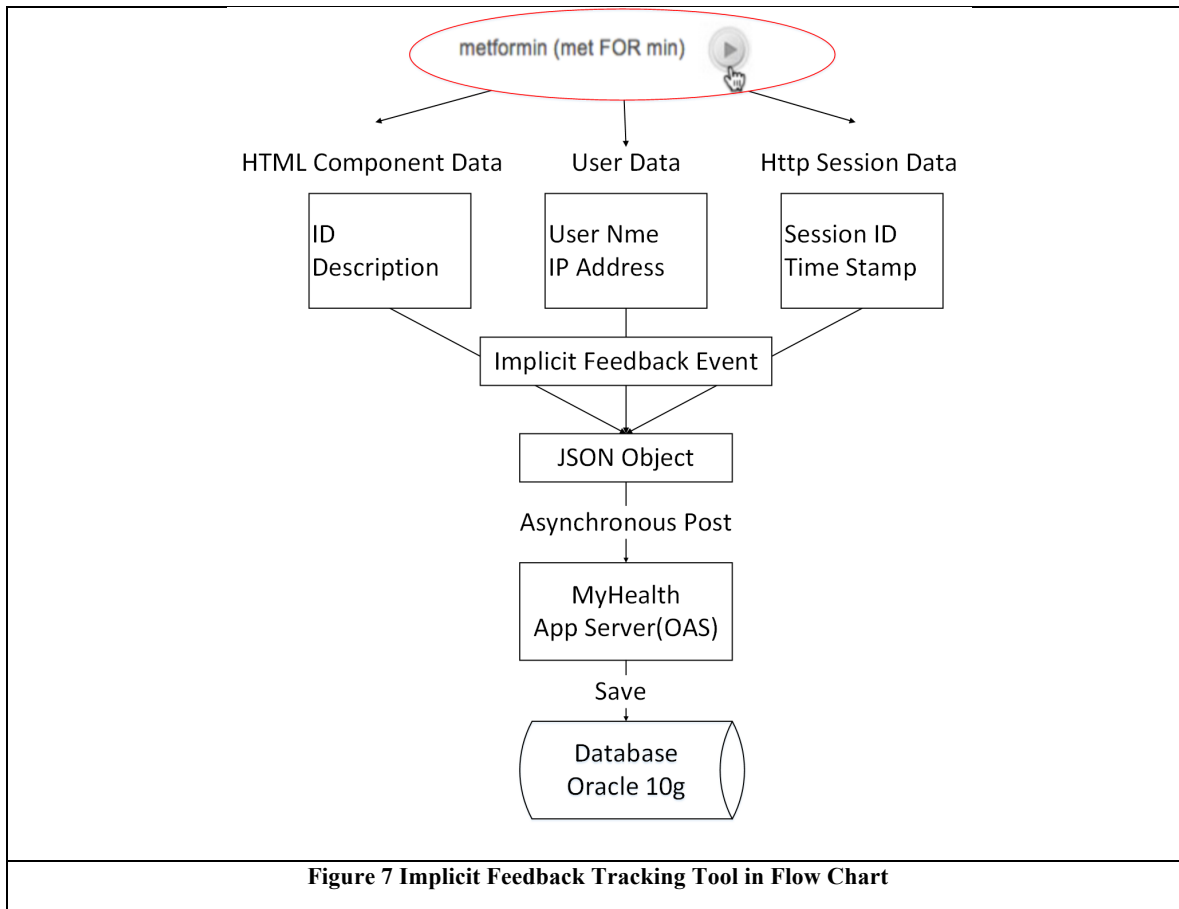 metformin (met FOR min)
HTML Component Data
User Data
Http Session Data
ID
Description
User Nme
IP Address
Session ID
Time Stamp
Implicit Feedback Event
JSON Object
Asynchronous Post
MyHealth
App Server(OAS)
Save
Database
Oracle 10g
Figure 7 Implicit Feedback Tracking Tool in Flow Chart